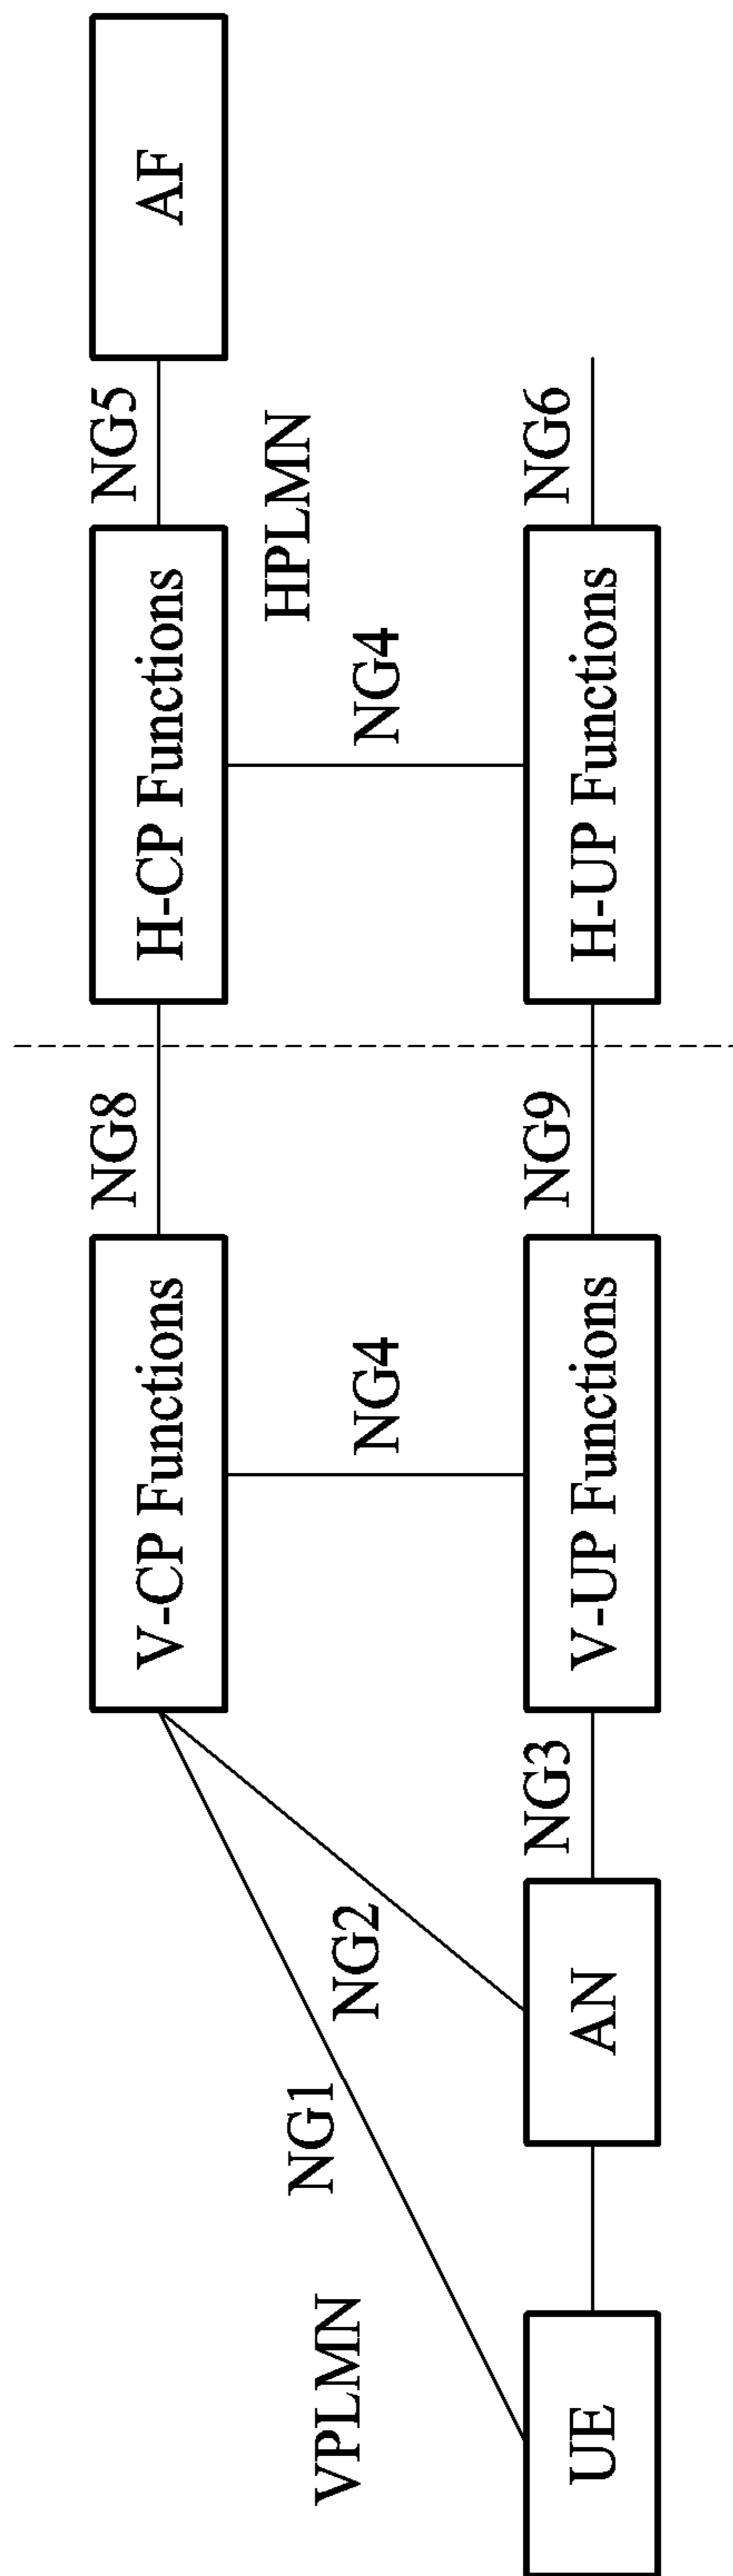 NG8
NG5
V-CP Functions
H-CP Functions
AF
HPLMN
VPLMN
NG1
NG2
NG4
NG4
NG3
NG9
NG6
UE
AN
V-UP Functions
H-UP Functions